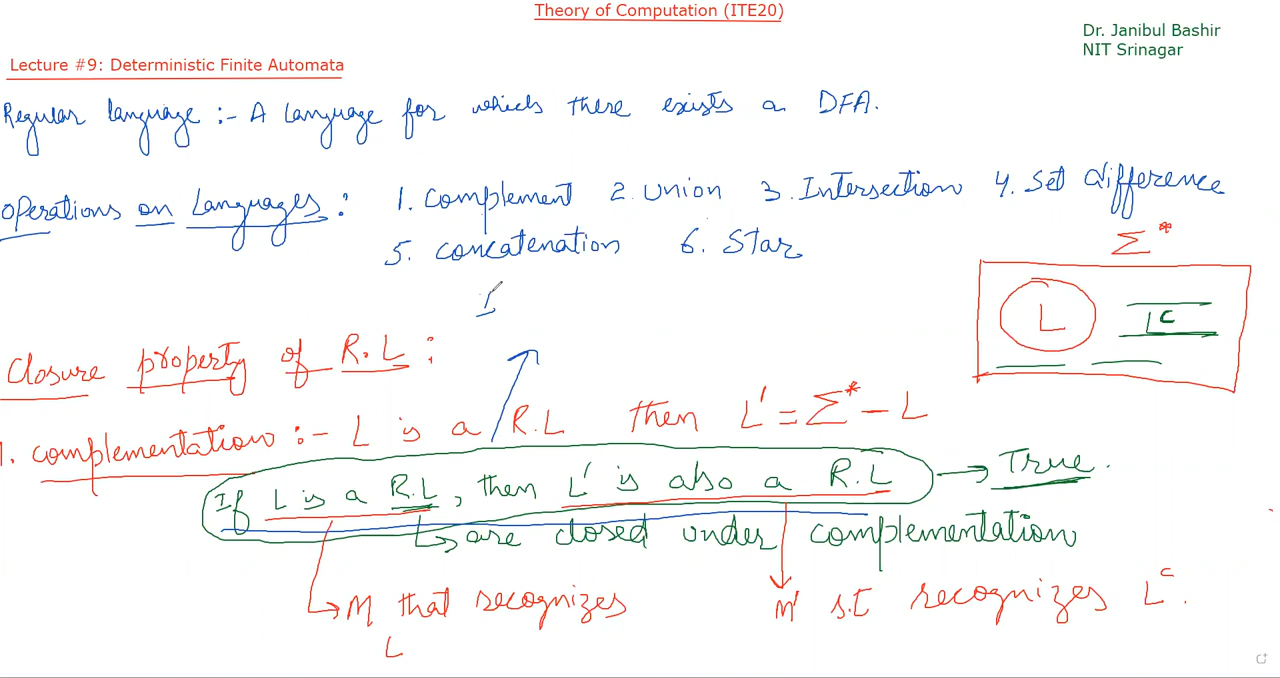 Theory of Computation (ITE20)
Dr. Janibul Bashir
NIT Srinagar
Lecture #9: Deterministic Finite Automata
Regular language :- A language for which there exists a DFA.
Operations on Languages : 1. Complement 2. Union 3. Intersection 4. Set difference
5. Concatenation 6. Star
Σ*
I
L Lᶜ
Closure property of R.L :
1. complementation :- L is a R.L then L' = Σ* - L
If L is a R.L, then L' is also a R.L → True.
↳ are closed under complementation
↳ M that recognizes M' s.t recognizes Lᶜ.
L